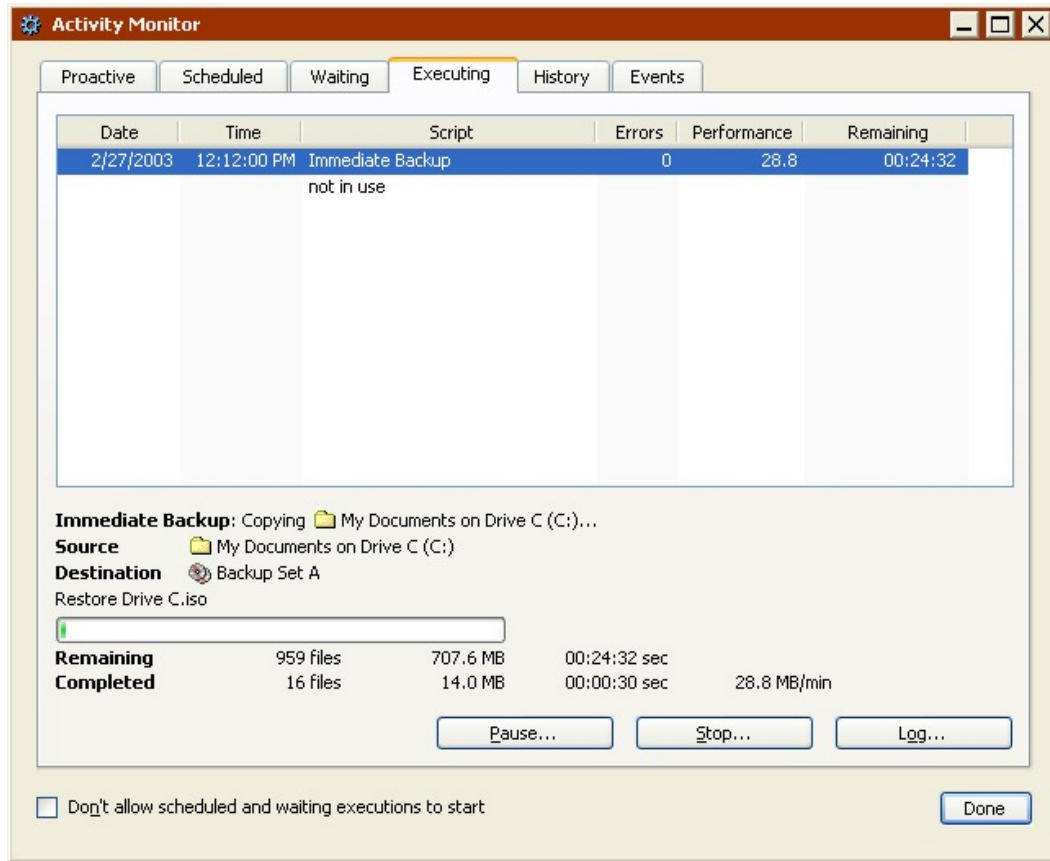 Activity Monitor
Proactive Scheduled Waiting Executing History Events
Date Time Script Errors Performance Remaining
2/27/2003 12:12:00 PM Immediate Backup 0 28.8 00:24:32
not in use
Immediate Backup: Copying My Documents on Drive C (C:)...
Source My Documents on Drive C (C:)
Destination Backup Set A
Restore Drive C.iso
Remaining 959 files 707.6 MB 00:24:32 sec
Completed 16 files 14.0 MB 00:00:30 sec 28.8 MB/min
Pause... Stop... Log...
Don't allow scheduled and waiting executions to start Done